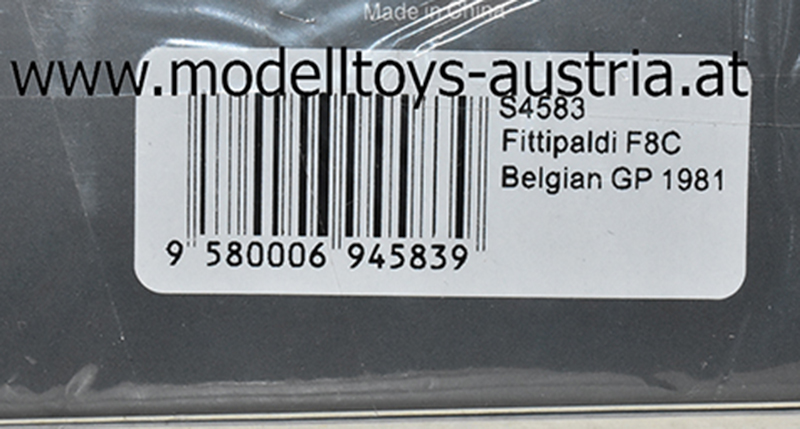 Made in China
www.modelltoys-austria.at
S4583
Fittipaldi F8C
Belgian GP 1981
9 580006 945839